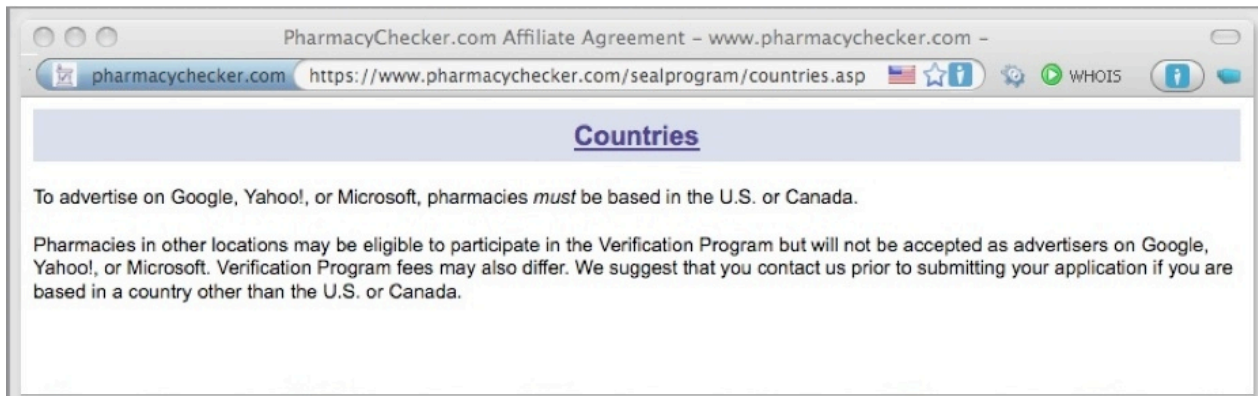 PharmacyChecker.com Affiliate Agreement – www.pharmacychecker.com –
pharmacychecker.com https://www.pharmacychecker.com/sealprogram/countries.asp WHOIS
Countries
To advertise on Google, Yahoo!, or Microsoft, pharmacies must be based in the U.S. or Canada.
Pharmacies in other locations may be eligible to participate in the Verification Program but will not be accepted as advertisers on Google,
Yahoo!, or Microsoft. Verification Program fees may also differ. We suggest that you contact us prior to submitting your application if you are
based in a country other than the U.S. or Canada.